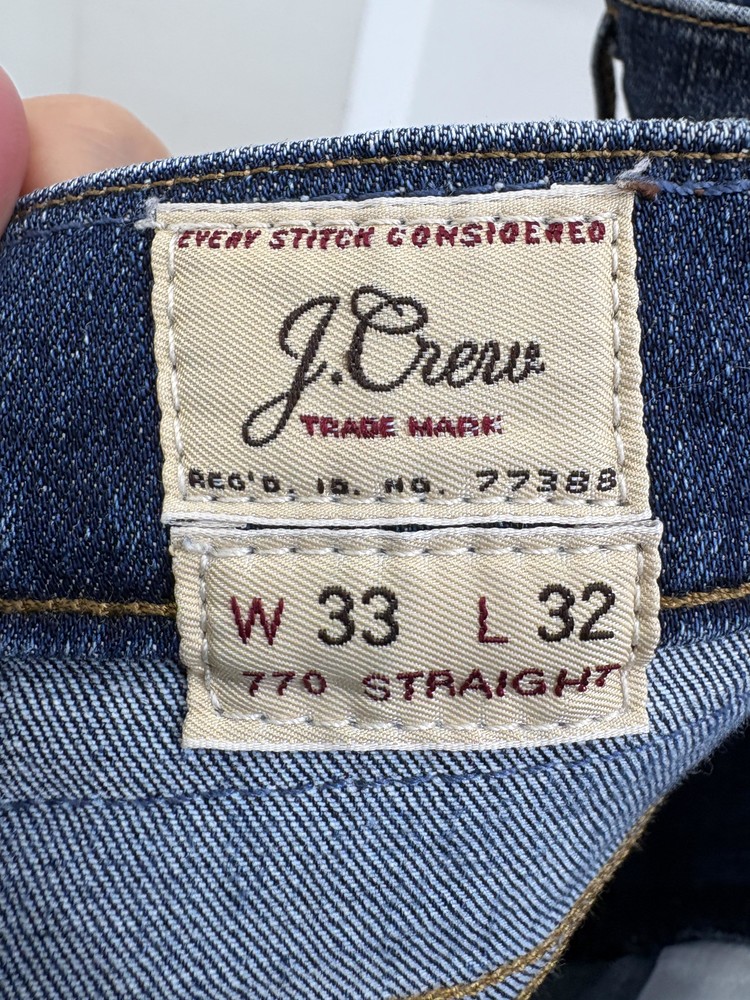 EVERY STITCH CONSIDERED
J.Crew
TRADE MARK
REG'D. ID. NO. 77388
W 33 L 32
770 STRAIGHT